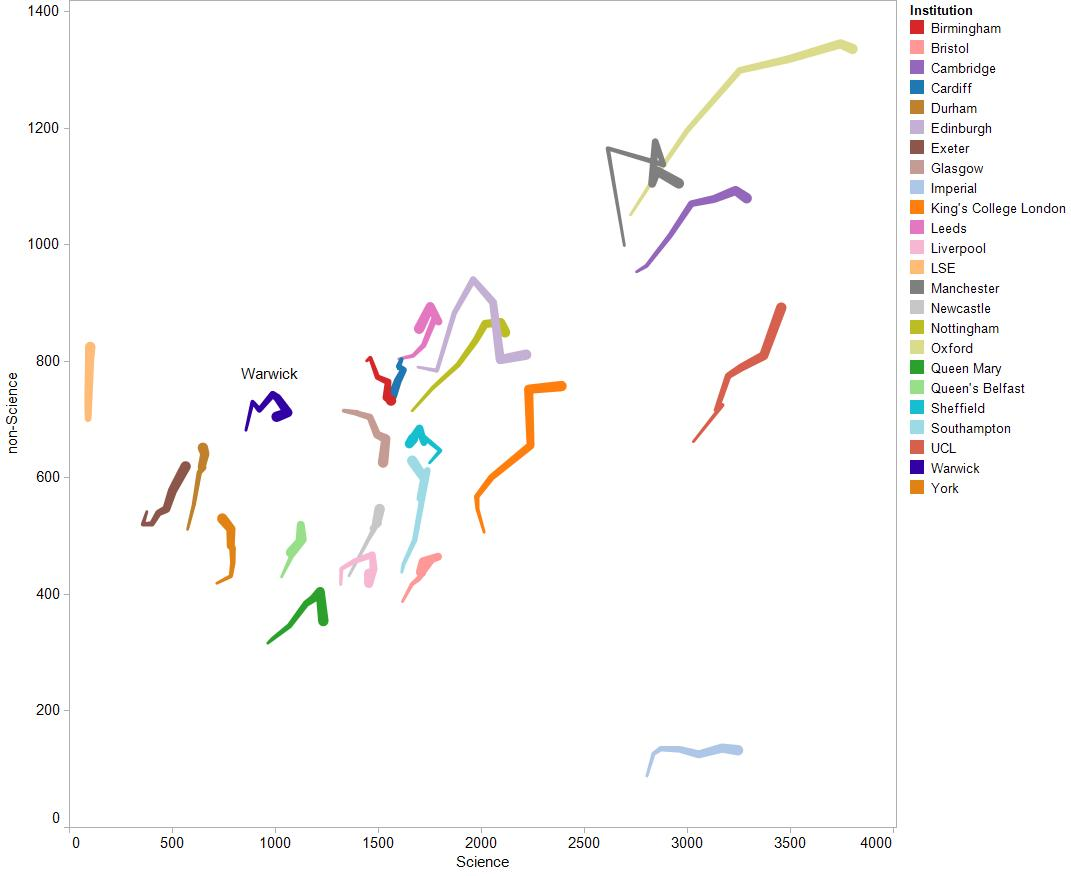 1400
1200
1000
800
600
400
200
0
non-Science
0 500 1000 1500 2000 2500 3000 3500 4000
Science
Warwick
Institution
Birmingham
Bristol
Cambridge
Cardiff
Durham
Edinburgh
Exeter
Glasgow
Imperial
King's College London
Leeds
Liverpool
LSE
Manchester
Newcastle
Nottingham
Oxford
Queen Mary
Queen's Belfast
Sheffield
Southampton
UCL
Warwick
York